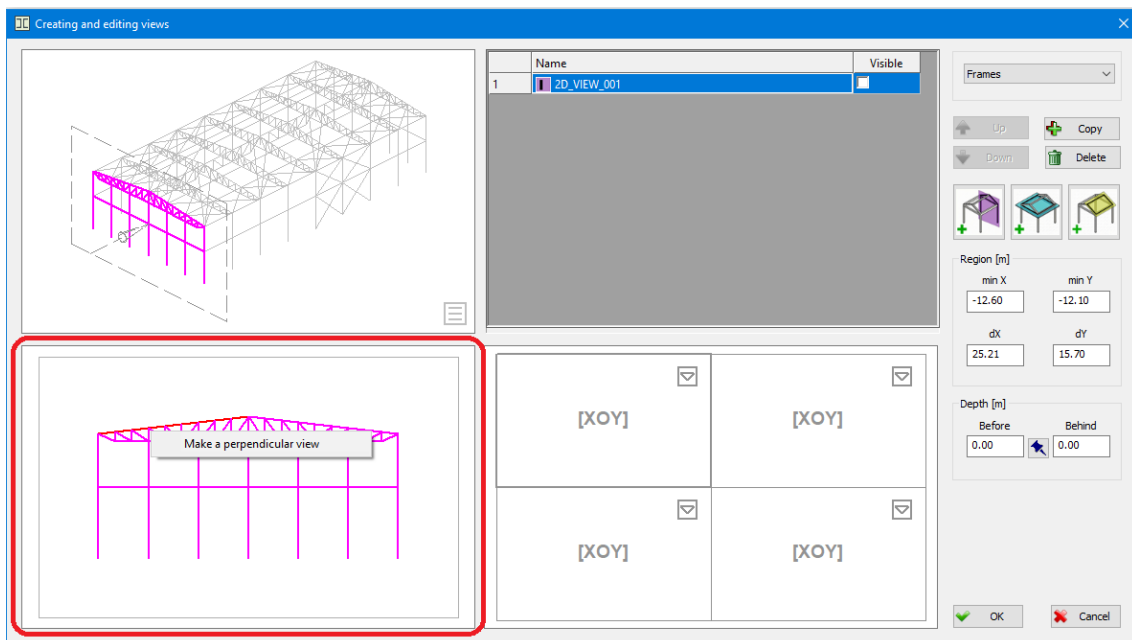 Creating and editing views
Name Visible
1 2D_VIEW_001
Frames
Up Copy
Down Delete
Region [m]
min X min Y
-12.60 -12.10
dX dY
25.21 15.70
Depth [m]
Before Behind
0.00 0.00
Make a perpendicular view
[XOY] [XOY]
[XOY] [XOY]
OK Cancel